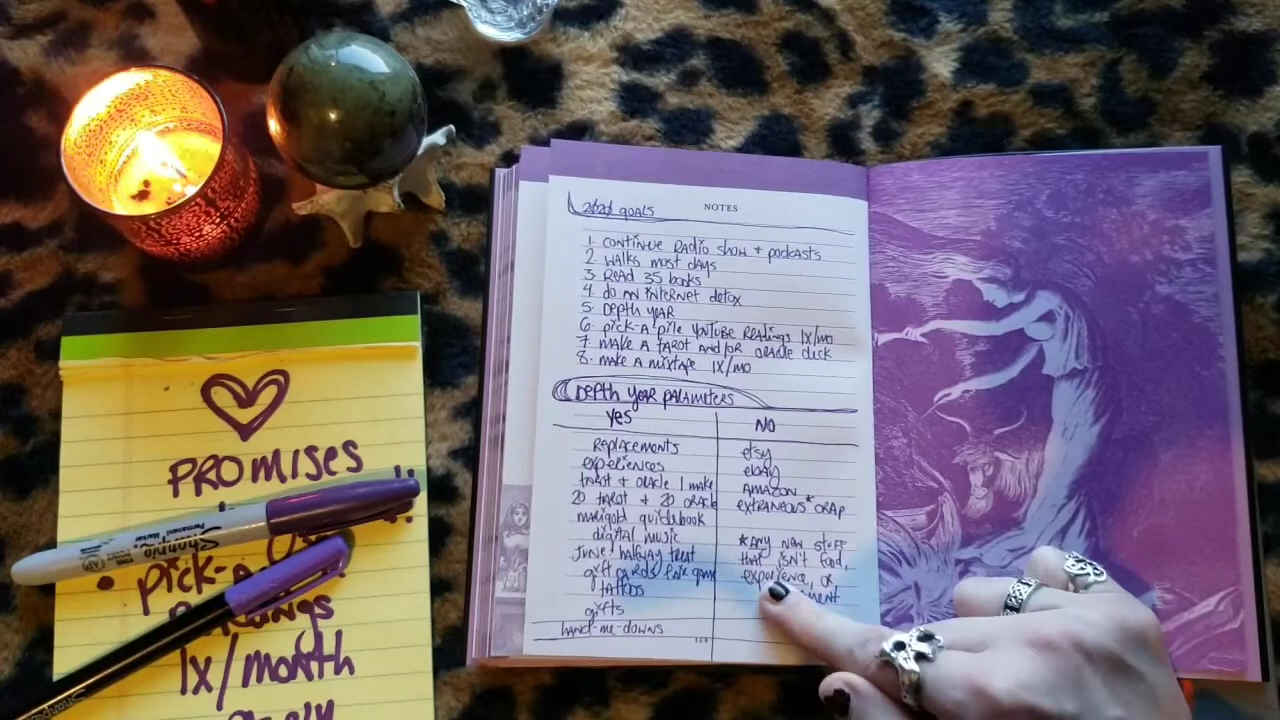 PROMISES
Sharpie
Permanent Marker
pick-
Readings
1x/month
2020 goals
NOTES
1. CONTINUE RADIO SHOW + podcasts
2. WALKS most days
3. READ 35 books
4. do AN INTERNET detox
5. DEPTH YEAR
6. pick-A pile YouTube Readings 1x/mo
7. MAKE A TAROT AND/OR ORACLE deck
8. MAKE A MIXTAPE 1x/mo
DEPTH YEAR PARAMETERS
YES
NO
REPLACEMENTS
experiences
TAROT + ORACLE I make
20 TAROT + 20 ORACLE
marigold guidebook
digital music
JUNE halfway treat
gift cards
TATTOOS
gifts
hand-me-downs
etsy
ebay
AMAZON
EXTRANEOUS* CRAP
*ANY NEW STUFF
that isn't food,
experience, or